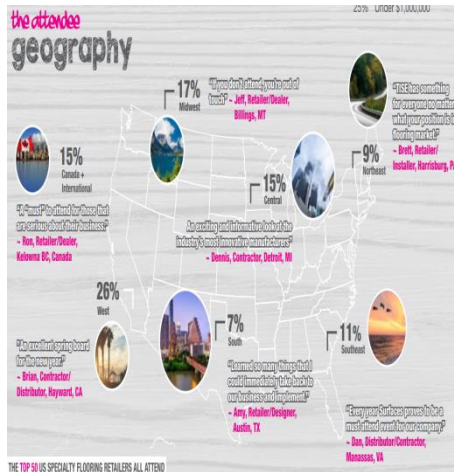 25% Under $1,000,000
the attendee
geography
17%
Midwest
"If you don't attend, you're out of
touch" ~ Jeff, Retailer/Dealer,
Billings, MT
"TISE has something
for everyone no matter
what your position is i
flooring market."
~ Brett, Retailer/
Installer, Harrisburg, P
9%
Northeast
15%
Canada +
International
"A "must" to attend for those that
are serious about their business."
~ Ron, Retailer/Dealer,
Kelowna BC, Canada
15%
Central
An exciting and informative look at the
industry's most innovative manufacturers"
~ Dennis, Contractor, Detroit, MI
26%
West
"An excellent spring board
for the new year."
~ Brian, Contractor/
Distributor, Hayward, CA
7%
South
"Learned so many things that I
could immediately take back to
our business and implement."
~ Amy, Retailer/Designer,
Austin, TX
11%
Southeast
"Every year Surfaces proves to be a
must attend event for our company."
~ Dan, Distributor/Contractor,
Manassas, VA
THE TOP 50 US SPECIALTY FLOORING RETAILERS ALL ATTEND